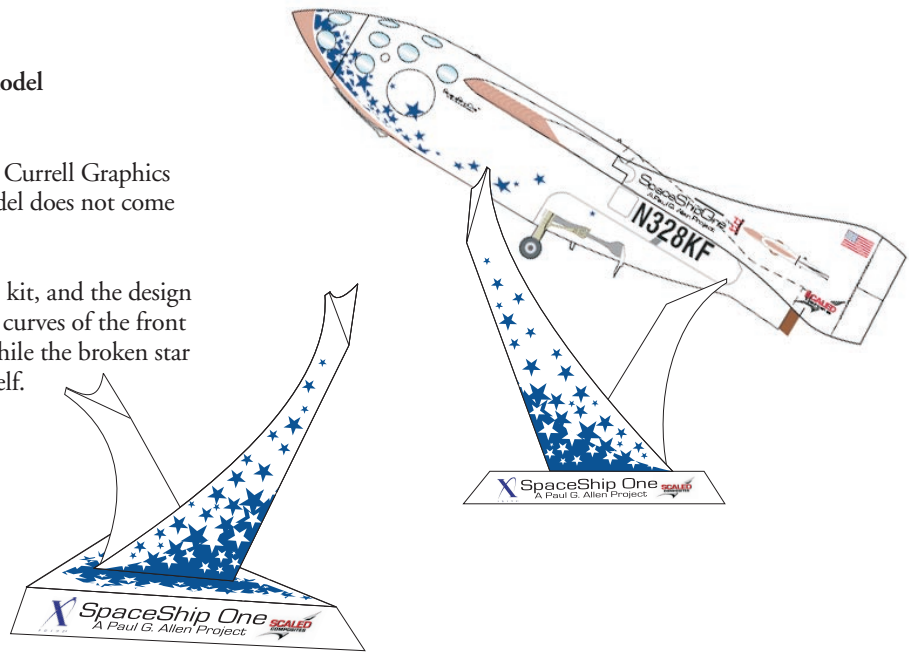 odel
Currell Graphics
del does not come
kit, and the design
curves of the front
hile the broken star
elf.
SpaceShipOne
A Paul G. Allen Project
N328KF
SCALED
X SpaceShip One SCALED
A Paul G. Allen Project
X SpaceShip One SCALED
A Paul G. Allen Project COMPOSITES